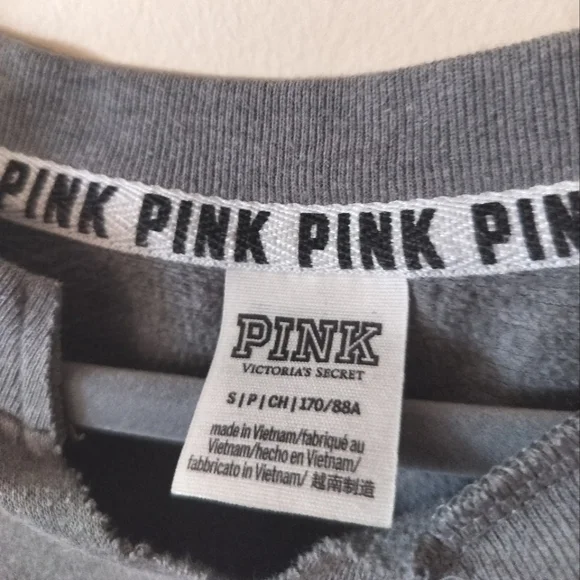 PINK PINK PINK PIN
PINK
VICTORIA'S SECRET
S | P | CH | 170/88A
made in Vietnam/fabriqué au
Vietnam/hecho en Vietnam/
fabbricato in Vietnam/ 越南制造